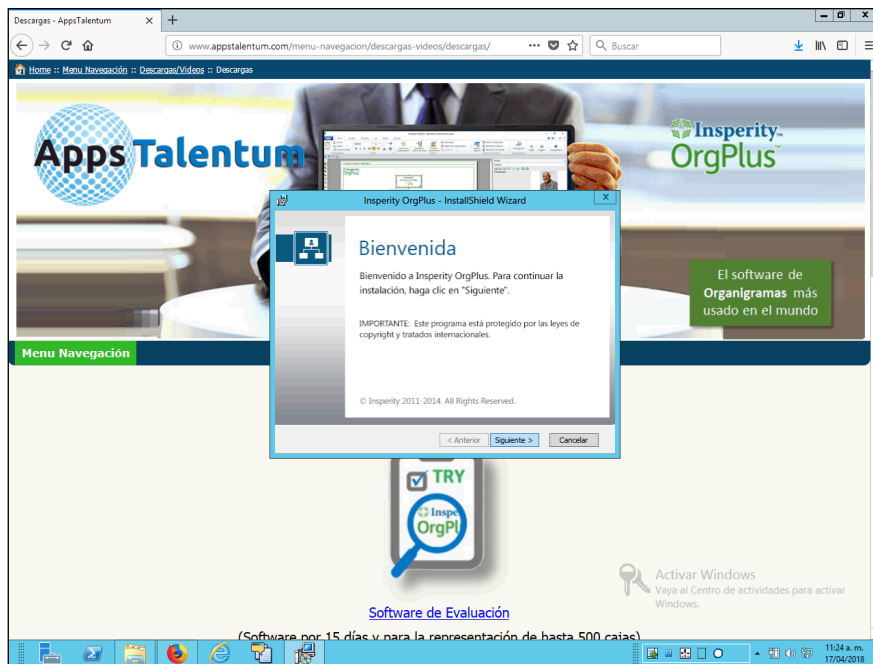 Descargas - AppsTalentum
www.appstalentum.com/menu-navegacion/descargas-videos/descargas/
Buscar
Home :: Menu Navegación :: Descargas/Videos :: Descargas
AppsTalentum
Insperity™
OrgPlus™
Insperity OrgPlus - InstallShield Wizard
Bienvenida
Bienvenido a Insperity OrgPlus. Para continuar la
instalación, haga clic en "Siguiente".
IMPORTANTE: Este programa está protegido por las leyes de
copyright y tratados internacionales.
© Insperity 2011-2014. All Rights Reserved.
< Anterior
Siguiente >
Cancelar
El software de
Organigramas más
usado en el mundo
Menu Navegación
TRY
Inspe
OrgPl
Software de Evaluación
(Software por 15 días y para la representación de hasta 500 cajas)
Activar Windows
Vaya al Centro de actividades para activar
Windows.
11:24 a. m.
17/04/2018